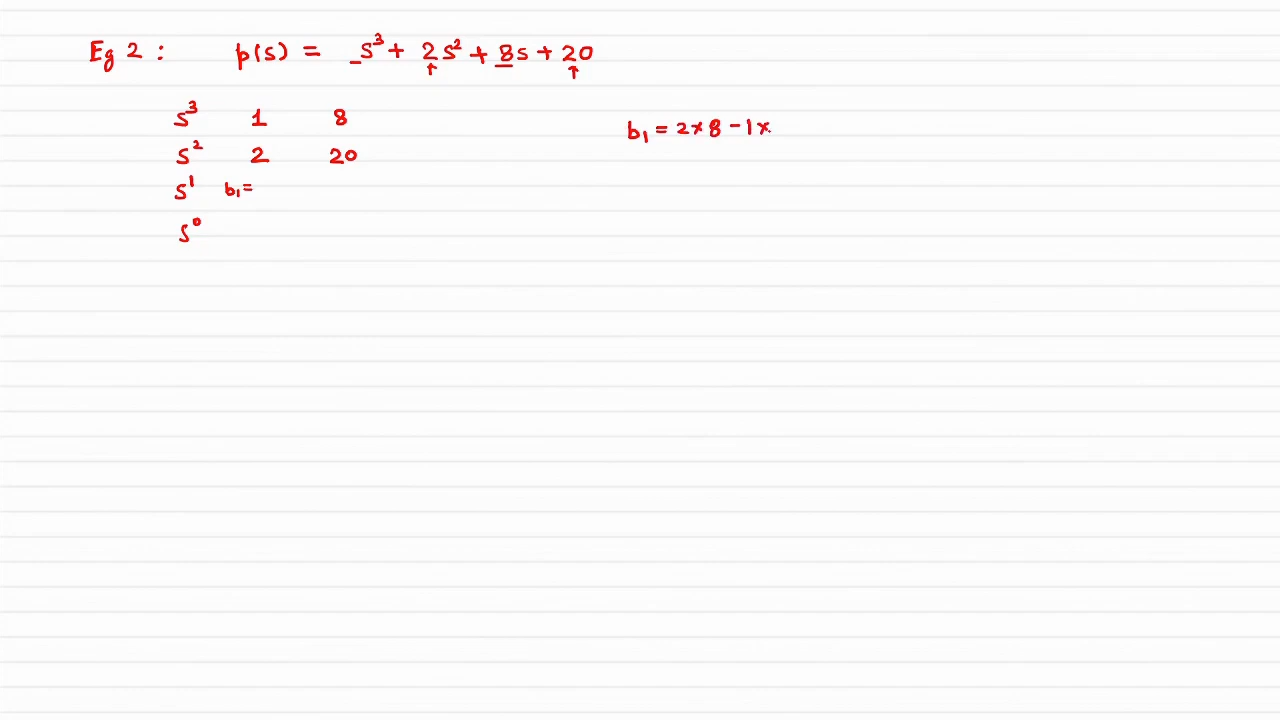 Eg 2 : p(s) = s³ + 2s² + 8s + 20
s³ 1 8
b₁ = 2 × 8 - 1 ×
s² 2 20
s¹ b₁ =
s⁰